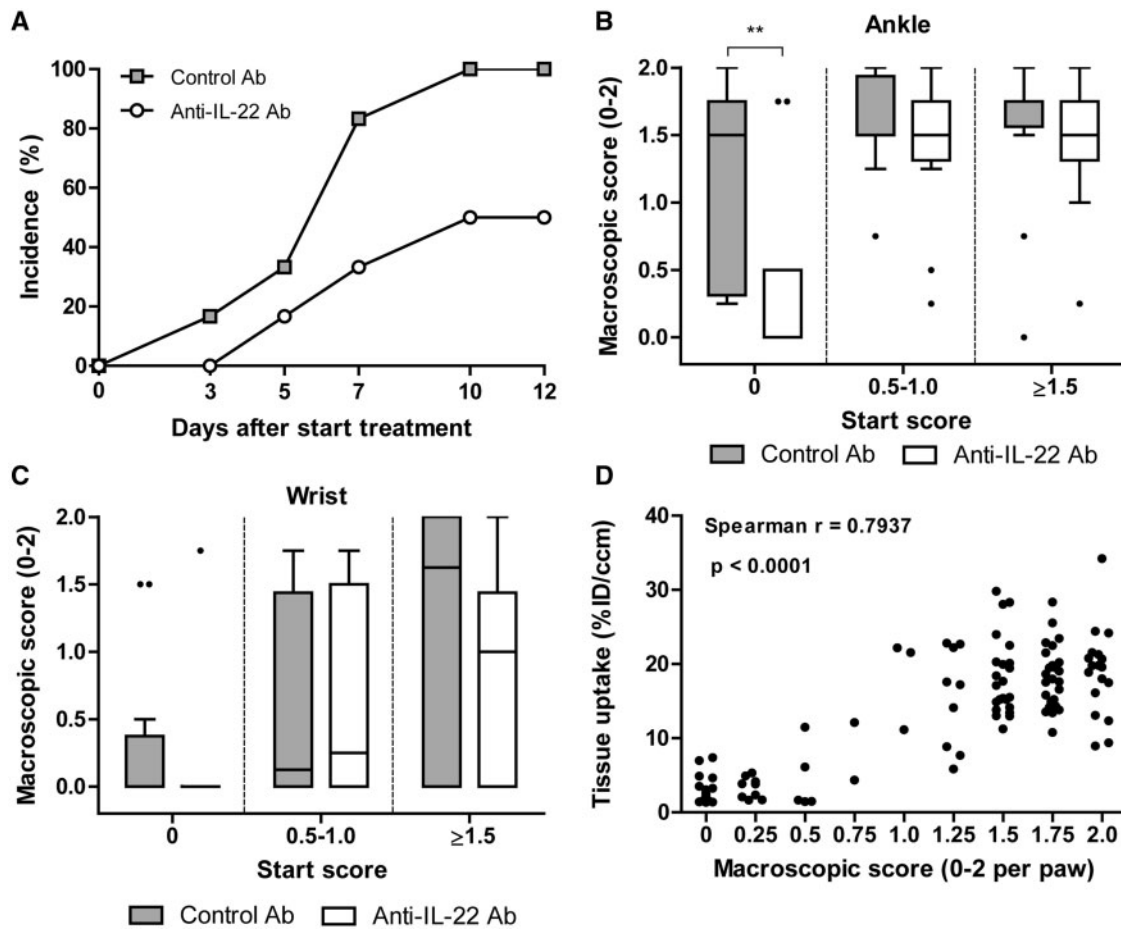 A
Control Ab
Anti-IL-22 Ab
100
80
60
40
20
0
Incidence (%)
0 3 5 7 10 12
Days after start treatment
B
Ankle
**
2.0
1.5
1.0
0.5
0.0
Macroscopic score (0-2)
0 0.5-1.0 ≥1.5
Start score
Control Ab Anti-IL-22 Ab
C
Wrist
2.0
1.5
1.0
0.5
0.0
Macroscopic score (0-2)
0 0.5-1.0 ≥1.5
Start score
Control Ab Anti-IL-22 Ab
D
Spearman r = 0.7937
p < 0.0001
40
30
20
10
0
Tissue uptake (%ID/ccm)
0 0.25 0.5 0.75 1.0 1.25 1.5 1.75 2.0
Macroscopic score (0-2 per paw)